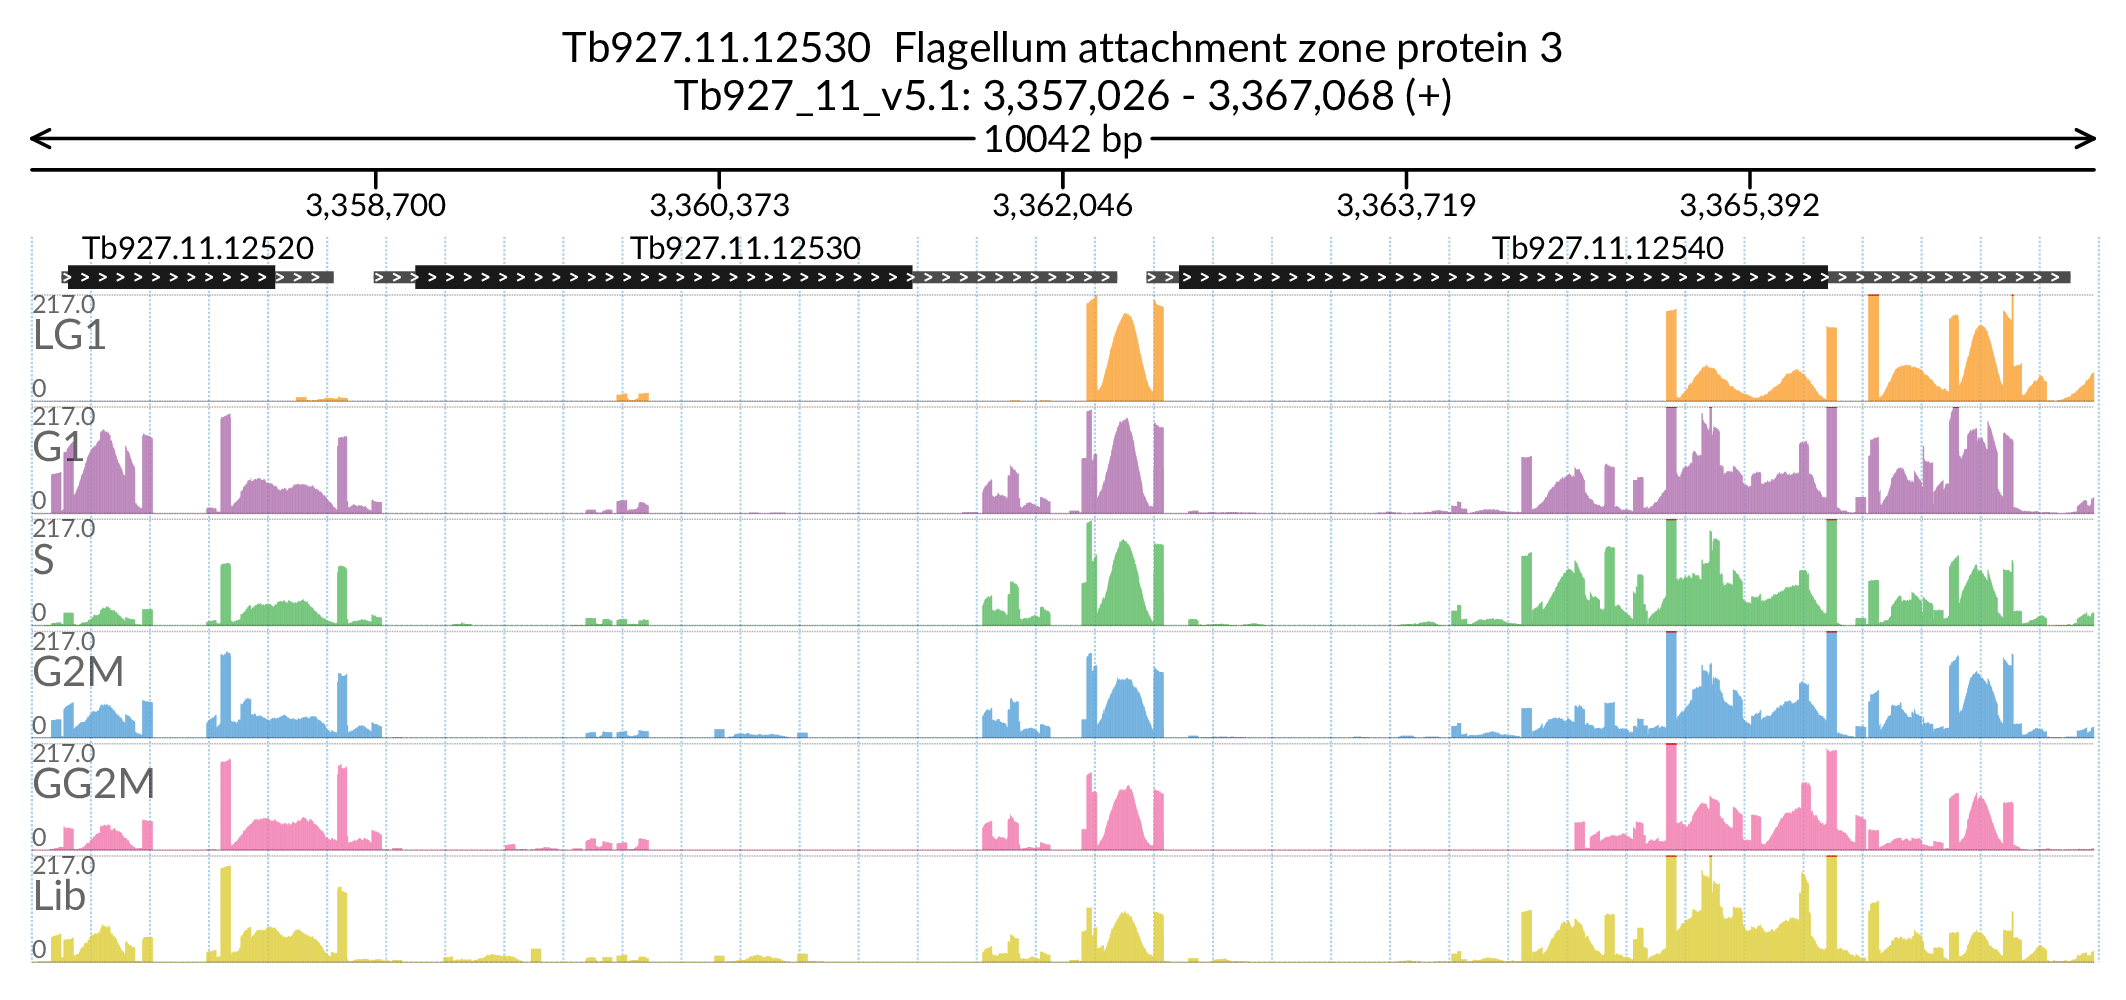 Tb927.11.12530  Flagellum attachment zone protein 3
Tb927_11_v5.1: 3,357,026 - 3,367,068 (+)
10042 bp
3,358,700 3,360,373 3,362,046 3,363,719 3,365,392
Tb927.11.12520 Tb927.11.12530 Tb927.11.12540
217.0
LG1
0
217.0
G1
0
217.0
S
0
217.0
G2M
0
217.0
GG2M
0
217.0
Lib
0